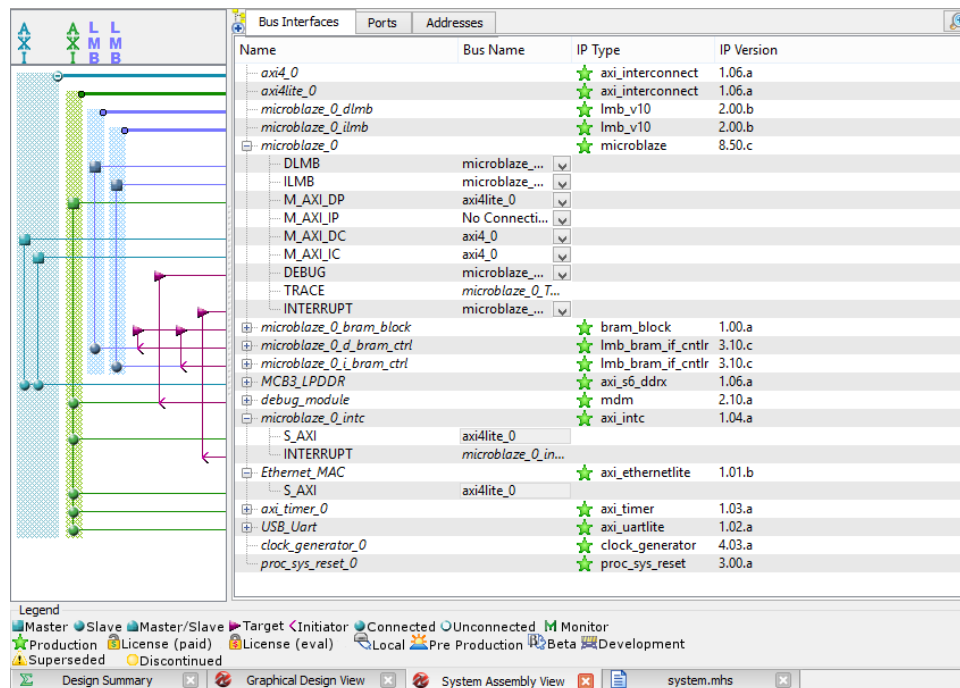 AXI AXI LMB LMB
Bus Interfaces Ports Addresses
Name Bus Name IP Type IP Version
axi4_0 axi_interconnect 1.06.a
axi4lite_0 axi_interconnect 1.06.a
microblaze_0_dlmb lmb_v10 2.00.b
microblaze_0_ilmb lmb_v10 2.00.b
microblaze_0 microblaze 8.50.c
DLMB microblaze_...
ILMB microblaze_...
M_AXI_DP axi4lite_0
M_AXI_IP No Connecti...
M_AXI_DC axi4_0
M_AXI_IC axi4_0
DEBUG microblaze_...
TRACE microblaze_0_T...
INTERRUPT microblaze_...
microblaze_0_bram_block bram_block 1.00.a
microblaze_0_d_bram_ctrl lmb_bram_if_cntlr 3.10.c
microblaze_0_i_bram_ctrl lmb_bram_if_cntlr 3.10.c
MCB3_LPDDR axi_s6_ddrx 1.06.a
debug_module mdm 2.10.a
microblaze_0_intc axi_intc 1.04.a
S_AXI axi4lite_0
INTERRUPT microblaze_0_in...
Ethernet_MAC axi_ethernetlite 1.01.b
S_AXI axi4lite_0
axi_timer_0 axi_timer 1.03.a
USB_Uart axi_uartlite 1.02.a
clock_generator_0 clock_generator 4.03.a
proc_sys_reset_0 proc_sys_reset 3.00.a
Legend
Master Slave Master/Slave Target Initiator Connected Unconnected M Monitor
Production License (paid) License (eval) Local Pre Production Beta Development
Superseded Discontinued
Σ Design Summary Graphical Design View System Assembly View system.mhs